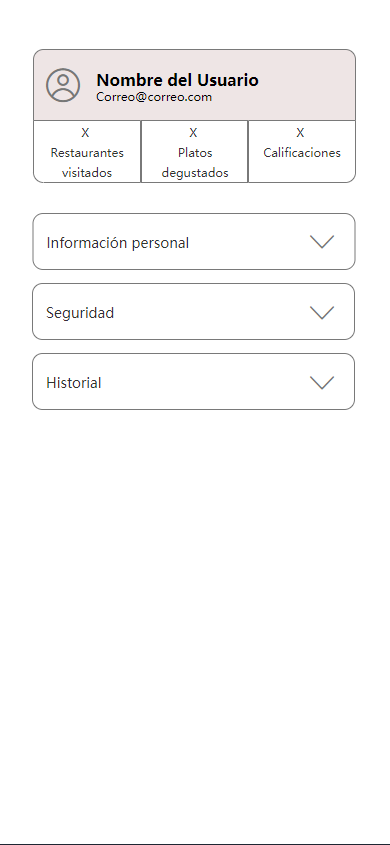 Nombre del Usuario
Correo@correo.com
X
Restaurantes
visitados
X
Platos
degustados
X
Calificaciones
Información personal
Seguridad
Historial